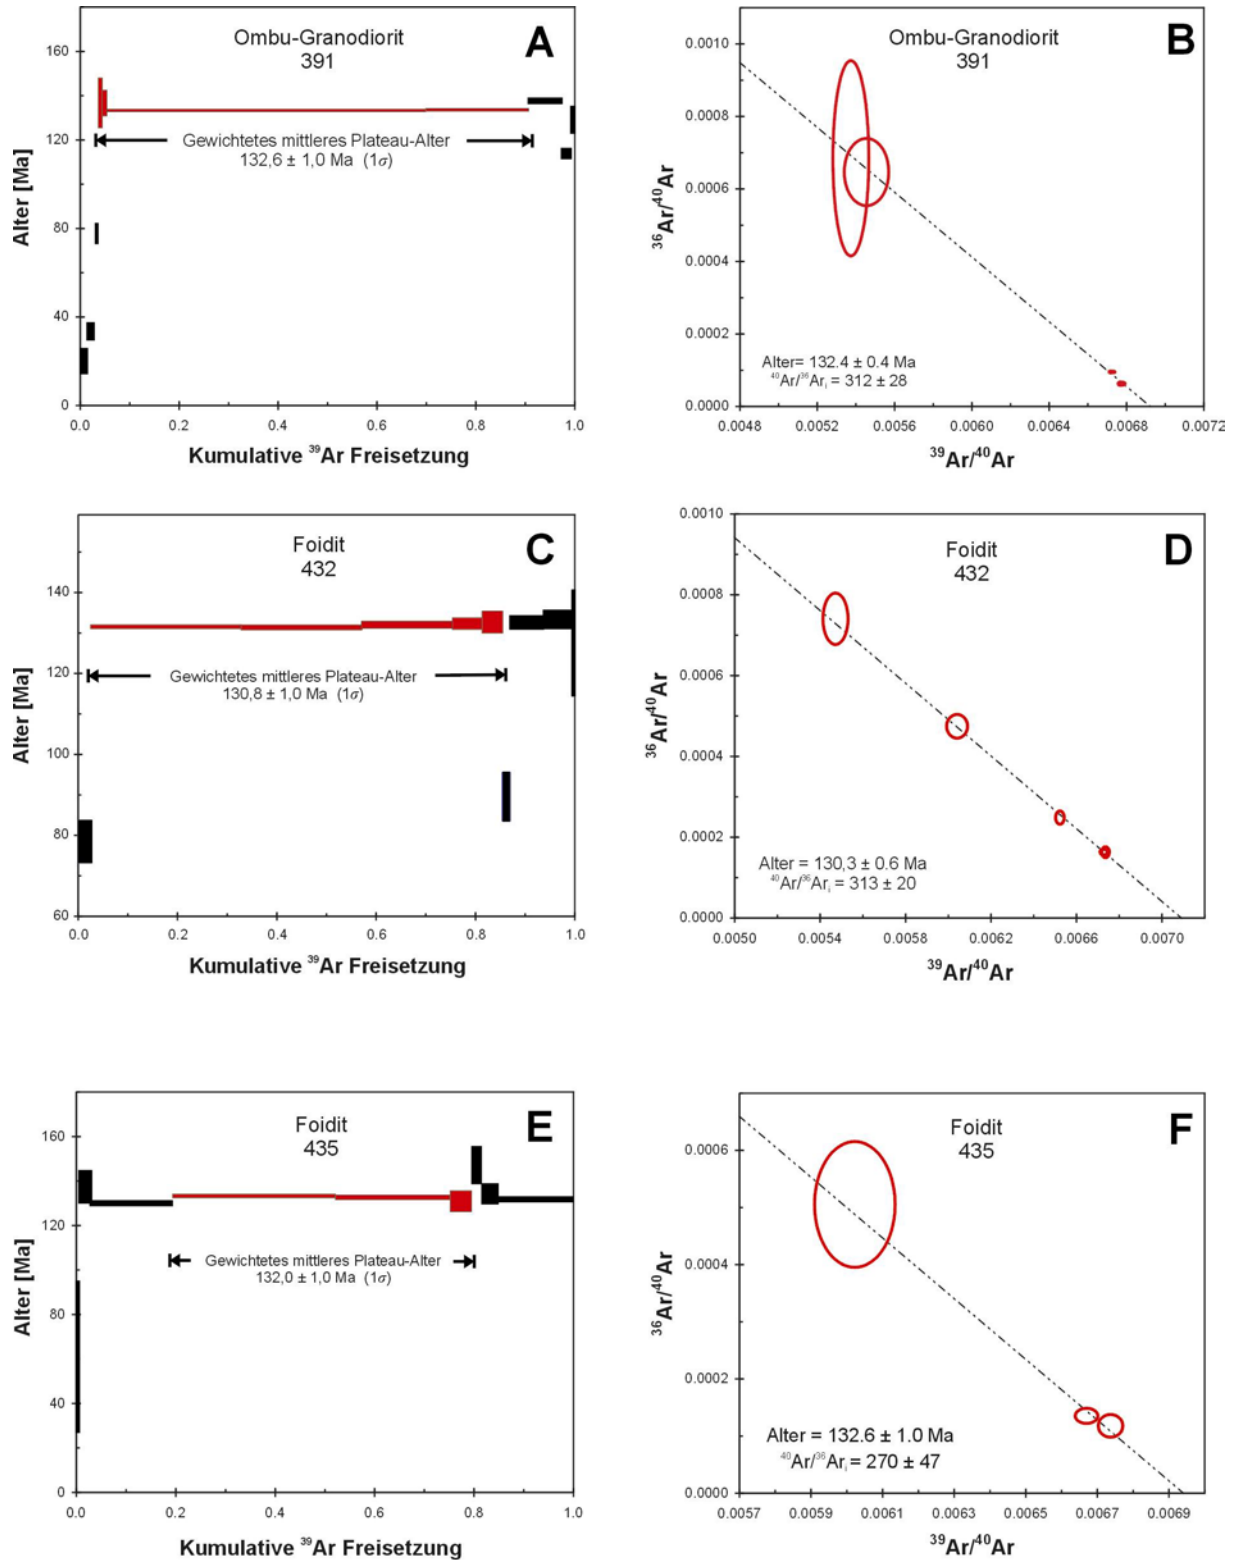 Ombu-Granodiorit
391
A
Alter [Ma]
160
120
80
40
0
Gewichtetes mittleres Plateau-Alter
132,6 ± 1,0 Ma (1σ)
0.0 0.2 0.4 0.6 0.8 1.0
Kumulative ³⁹Ar Freisetzung
Ombu-Granodiorit
391
B
³⁶Ar/⁴⁰Ar
0.0010
0.0008
0.0006
0.0004
0.0002
0.0000
Alter= 132.4 ± 0.4 Ma
⁴⁰Ar/³⁶Arᵢ = 312 ± 28
0.0048 0.0052 0.0056 0.0060 0.0064 0.0068 0.0072
³⁹Ar/⁴⁰Ar
Foidit
432
C
Alter [Ma]
140
120
100
80
60
Gewichtetes mittleres Plateau-Alter
130,8 ± 1,0 Ma (1σ)
0.0 0.2 0.4 0.6 0.8 1.0
Kumulative ³⁹Ar Freisetzung
Foidit
432
D
³⁶Ar/⁴⁰Ar
0.0010
0.0008
0.0006
0.0004
0.0002
0.0000
Alter = 130,3 ± 0.6 Ma
⁴⁰Ar/³⁶Arᵢ = 313 ± 20
0.0050 0.0054 0.0058 0.0062 0.0066 0.0070
³⁹Ar/⁴⁰Ar
Foidit
435
E
Alter [Ma]
160
120
80
40
0
Gewichtetes mittleres Plateau-Alter
132,0 ± 1,0 Ma (1σ)
0.0 0.2 0.4 0.6 0.8 1.0
Kumulative ³⁹Ar Freisetzung
Foidit
435
F
³⁶Ar/⁴⁰Ar
0.0006
0.0004
0.0002
0.0000
Alter = 132.6 ± 1.0 Ma
⁴⁰Ar/³⁶Arᵢ = 270 ± 47
0.0057 0.0059 0.0061 0.0063 0.0065 0.0067 0.0069
³⁹Ar/⁴⁰Ar